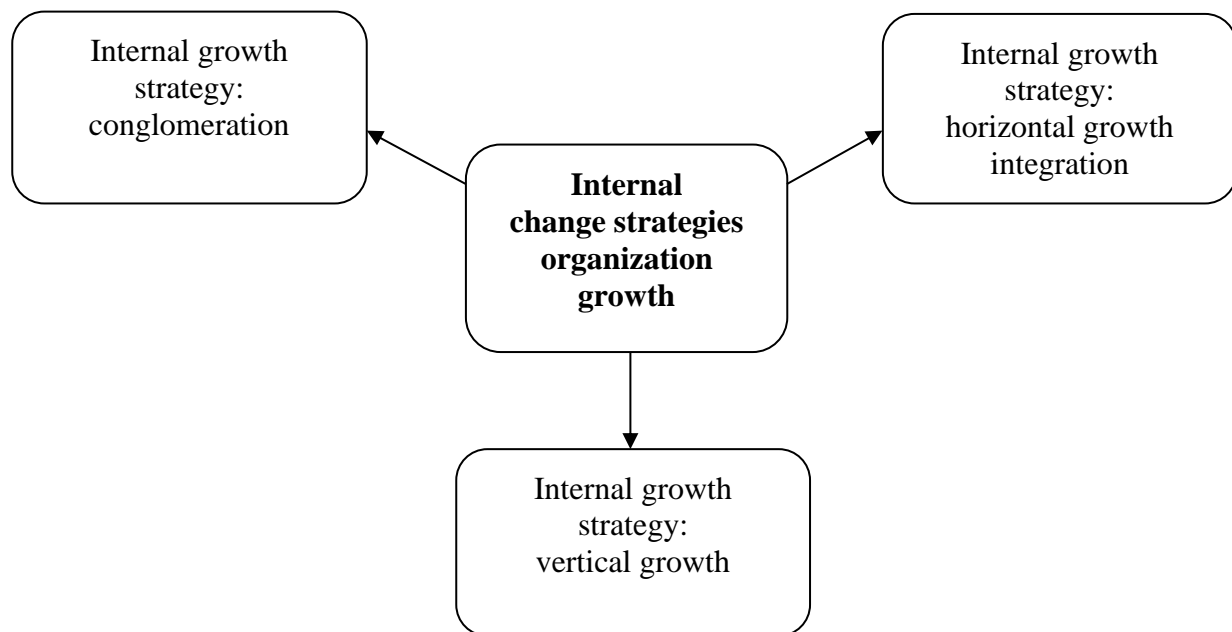 Internal growth
strategy:
conglomeration
Internal growth
strategy:
horizontal growth
integration
Internal
change strategies
organization
growth
Internal growth
strategy:
vertical growth